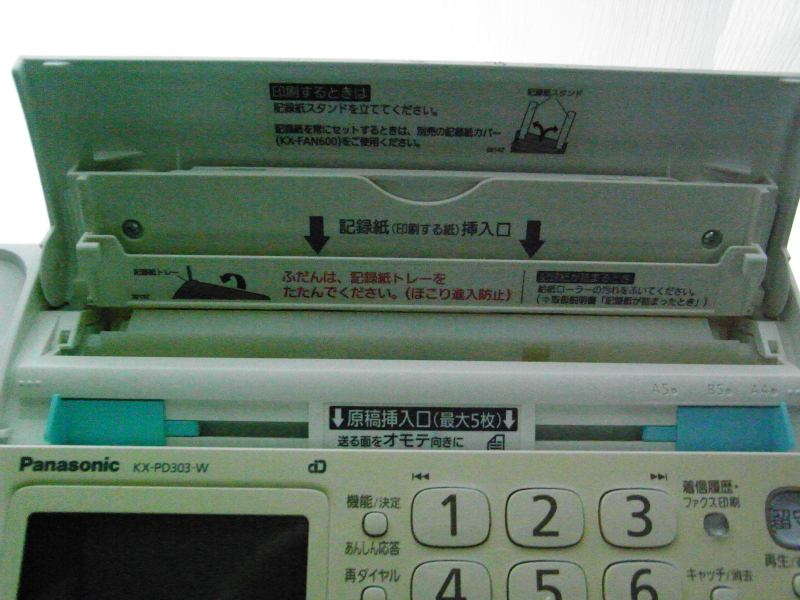 印刷するときは
記録紙スタンドを立ててください。
記録紙を常にセットするときは、別売の記録紙カバー
(KX-FAN600)をご使用ください。
記録紙スタンド
記録紙(印刷する紙)挿入口
記録紙トレー
ふだんは、記録紙トレーを
たたんでください。(ほこり進入防止)
給紙ローラーの汚れをふいてください。
(⇒取扱説明書「記録紙が詰まったとき」)
A5 B5 A4
原稿挿入口(最大5枚)
送る面をオモテ向きに
Panasonic KX-PD303-W
機能/決定
あんしん応答
再ダイヤル
1 2 3
4 5 6
着信履歴・
ファクス印刷
キャッチ/消去
再生/